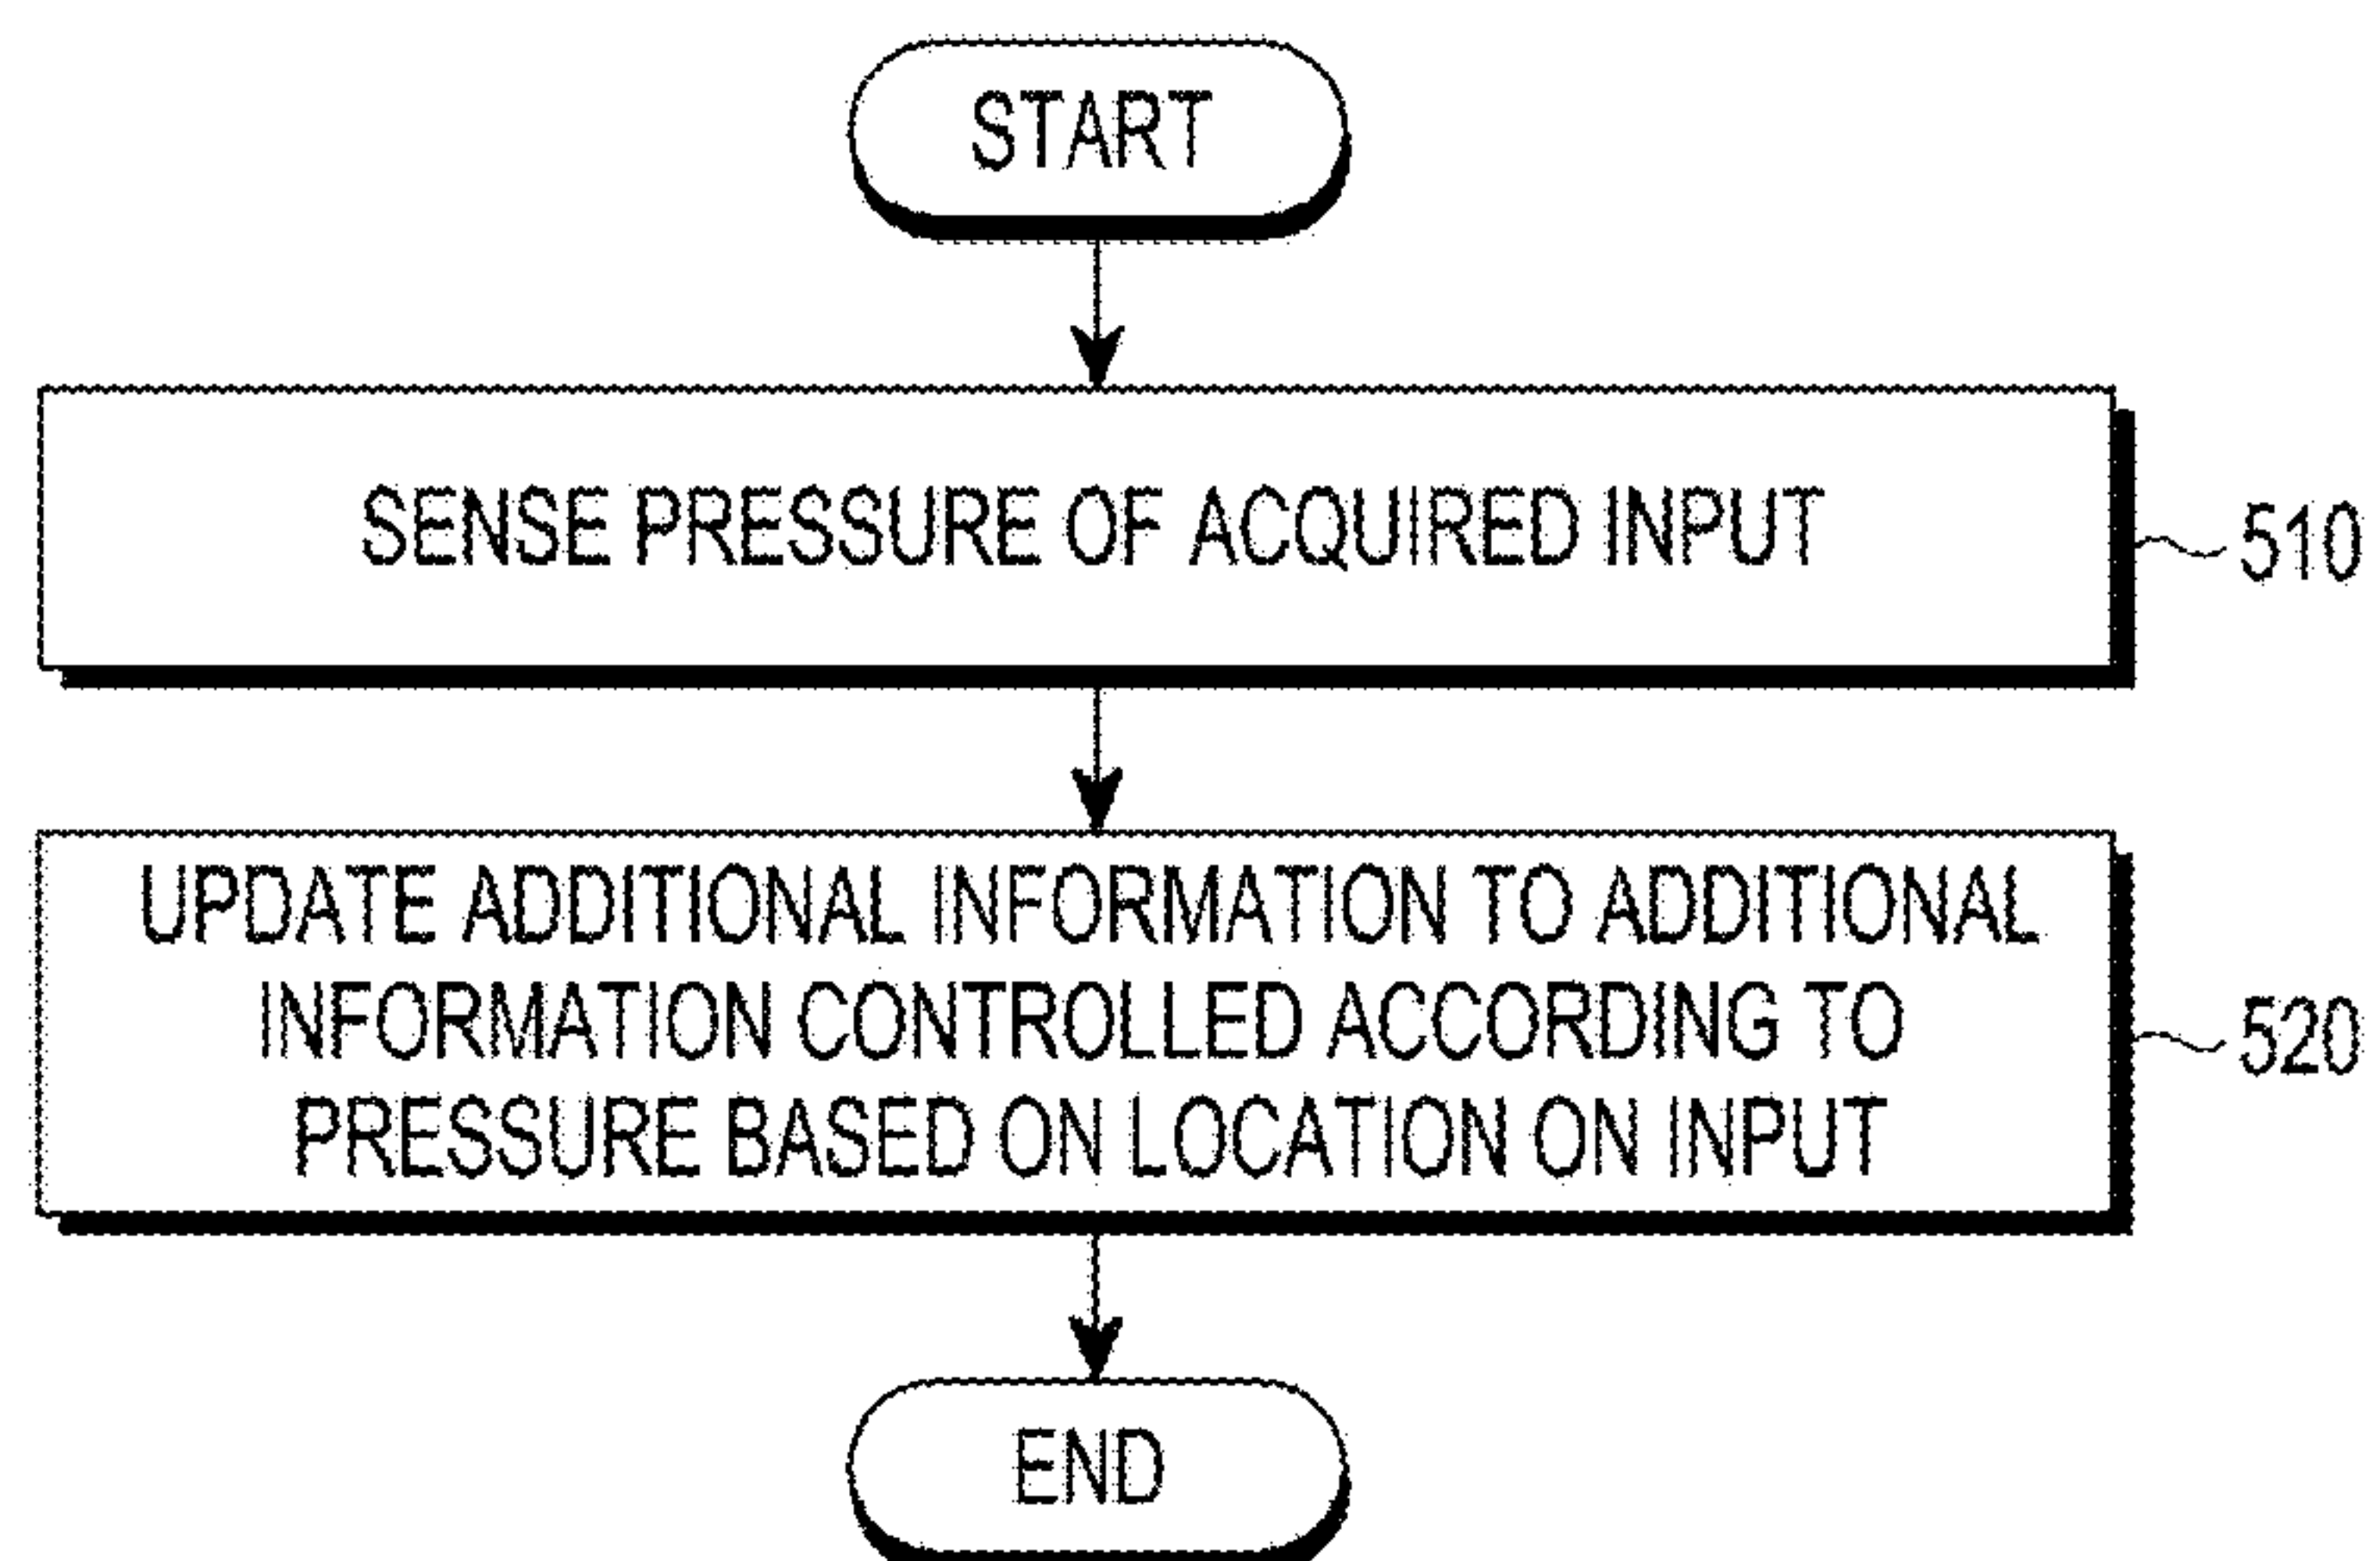 START
SENSE PRESSURE OF ACQUIRED INPUT
510
UPDATE ADDITIONAL INFORMATION TO ADDITIONAL
INFORMATION CONTROLLED ACCORDING TO
PRESSURE BASED ON LOCATION ON INPUT
520
END